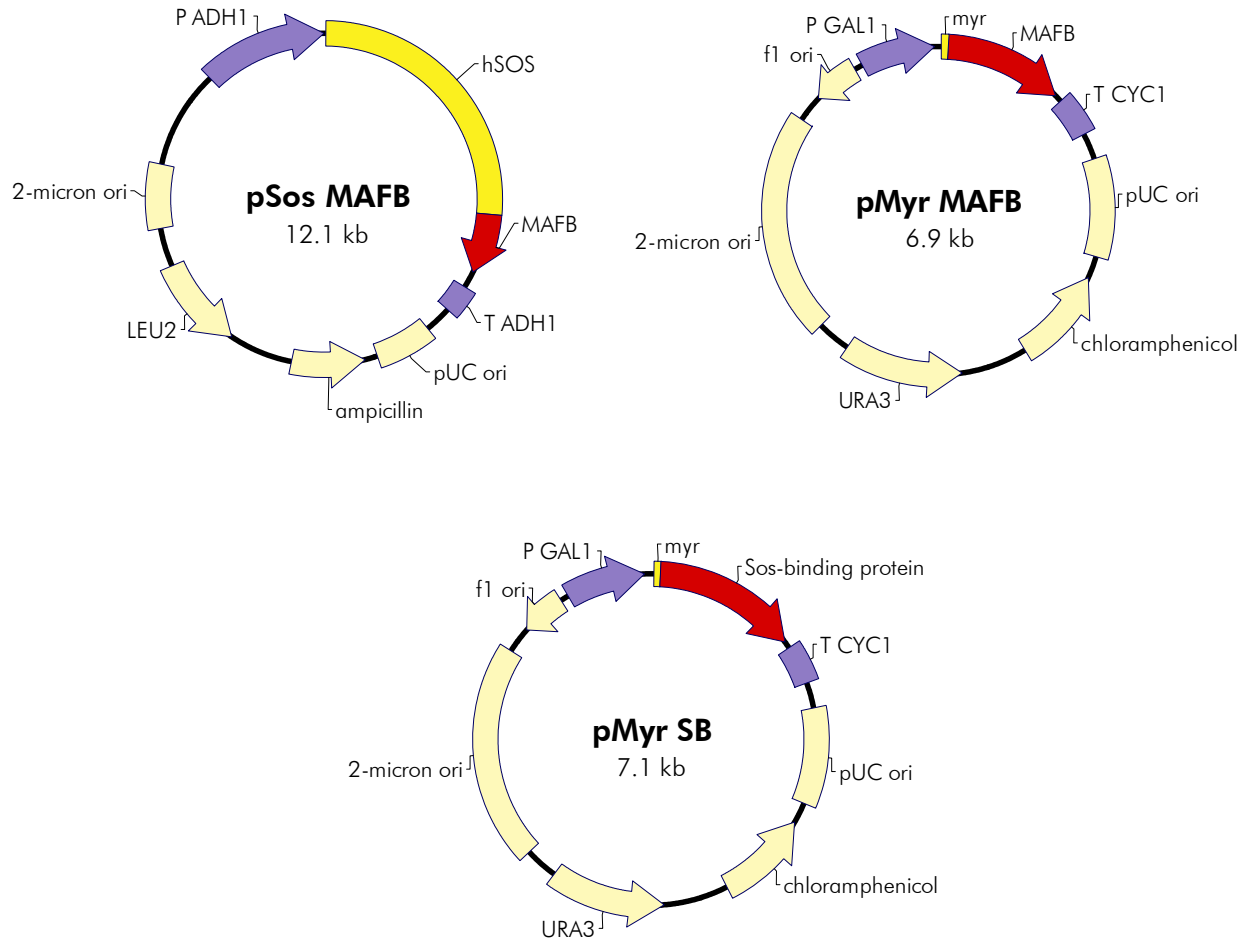 P ADH1
hSOS
2-micron ori
pSos MAFB
12.1 kb
MAFB
LEU2
T ADH1
pUC ori
ampicillin
P GAL1
myr
MAFB
f1 ori
T CYC1
pMyr MAFB
6.9 kb
pUC ori
2-micron ori
chloramphenicol
URA3
P GAL1
myr
Sos-binding protein
f1 ori
T CYC1
pMyr SB
7.1 kb
2-micron ori
pUC ori
chloramphenicol
URA3